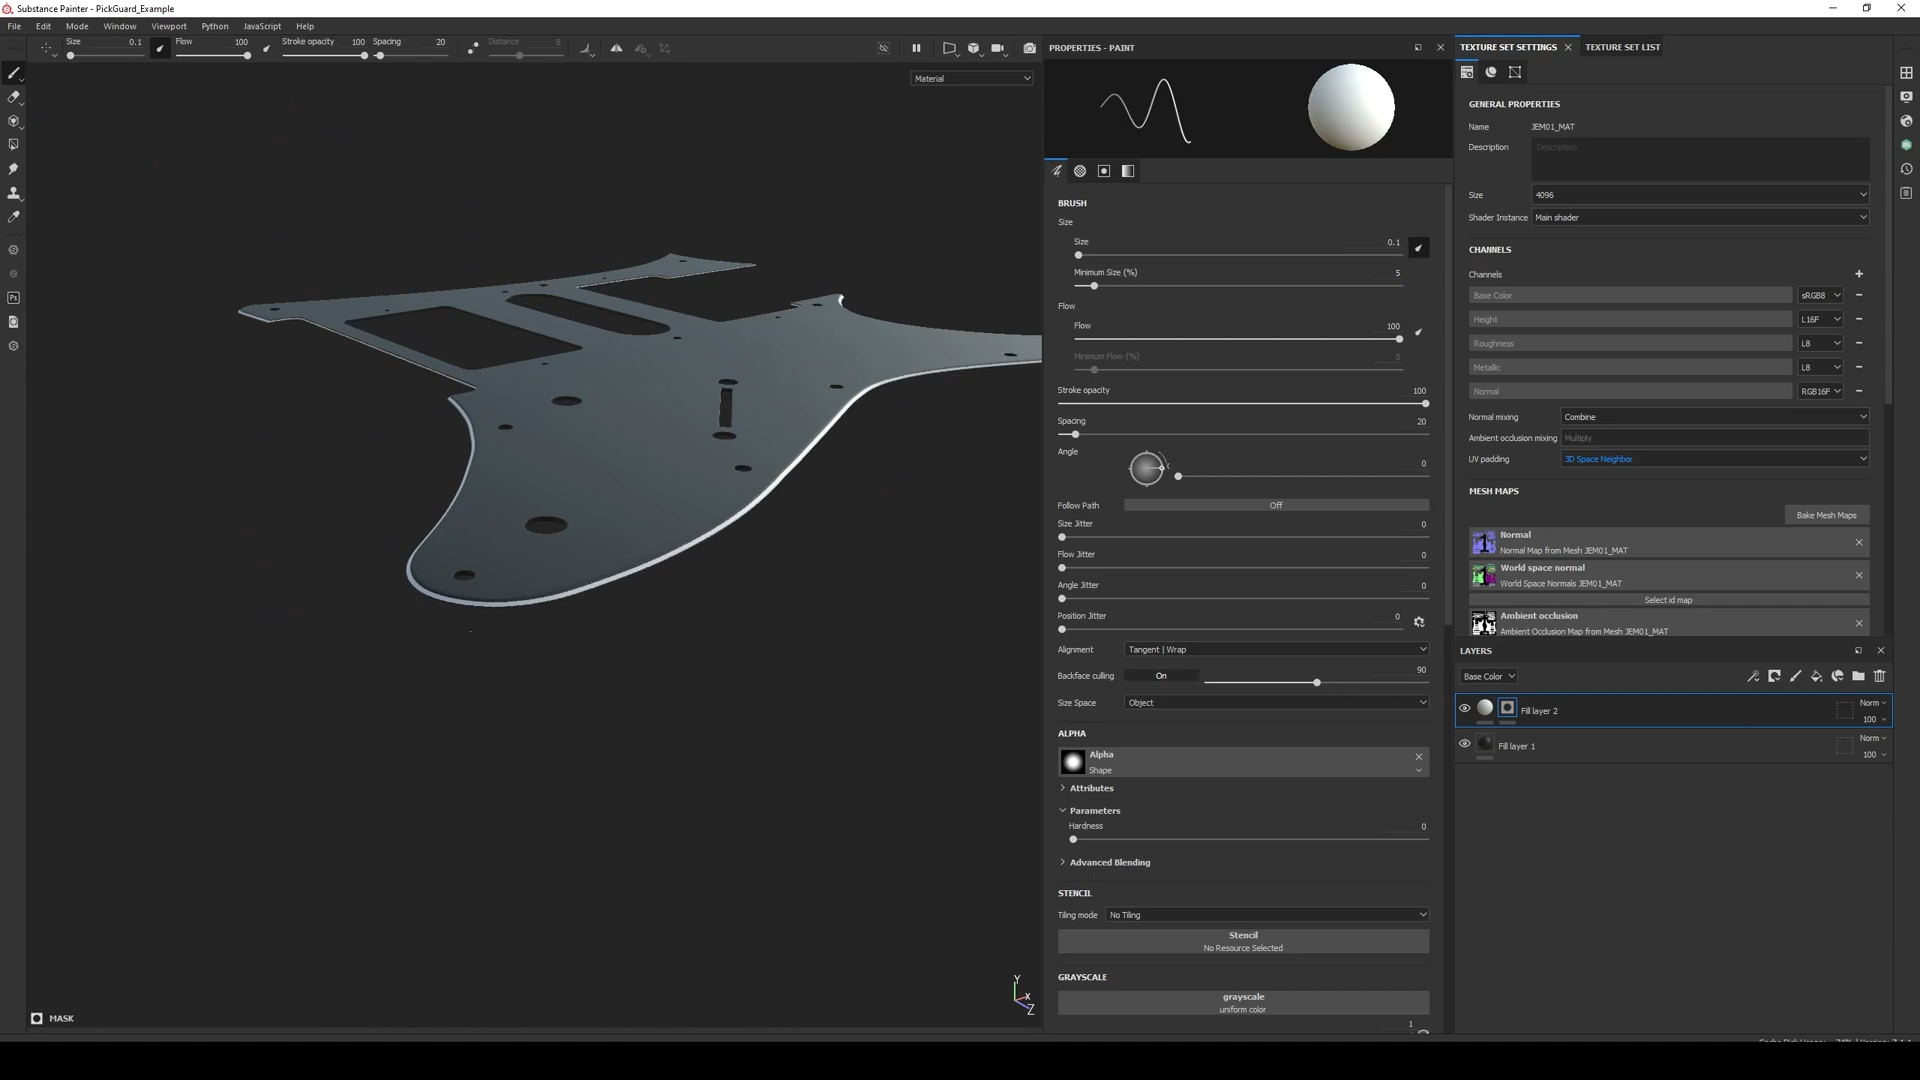 Substance Painter - PickGuard_Example
File Edit Mode Window Viewport Python JavaScript Help
Size 0.1 Flow 100 Stroke opacity 100 Spacing 20 Distance 8
Material
MASK
Y
X
Z
PROPERTIES - PAINT
BRUSH
Size
Size 0.1
Minimum Size (%) 5
Flow
Flow 100
Minimum Flow (%) 5
Stroke opacity 100
Spacing 20
Angle 0
Follow Path Off
Size Jitter 0
Flow Jitter 0
Angle Jitter 0
Position Jitter 0
Alignment Tangent | Wrap
Backface culling On 90
Size Space Object
ALPHA
Alpha
Shape
Attributes
Parameters
Hardness 0
Advanced Blending
STENCIL
Tiling mode No Tiling
Stencil
No Resource Selected
GRAYSCALE
grayscale
uniform color
1
TEXTURE SET SETTINGS TEXTURE SET LIST
GENERAL PROPERTIES
Name JEM01_MAT
Description Description
Size 4096
Shader Instance Main shader
CHANNELS
Channels
Base Color sRGB8
Height L16F
Roughness L8
Metallic L8
Normal RGB16F
Normal mixing Combine
Ambient occlusion mixing Multiply
UV padding 3D Space Neighbor
MESH MAPS
Bake Mesh Maps
Normal
Normal Map from Mesh JEM01_MAT
World space normal
World Space Normals JEM01_MAT
Select id map
Ambient occlusion
Ambient Occlusion Map from Mesh JEM01_MAT
LAYERS
Base Color
Fill layer 2 Norm
100
Fill layer 1 Norm
100